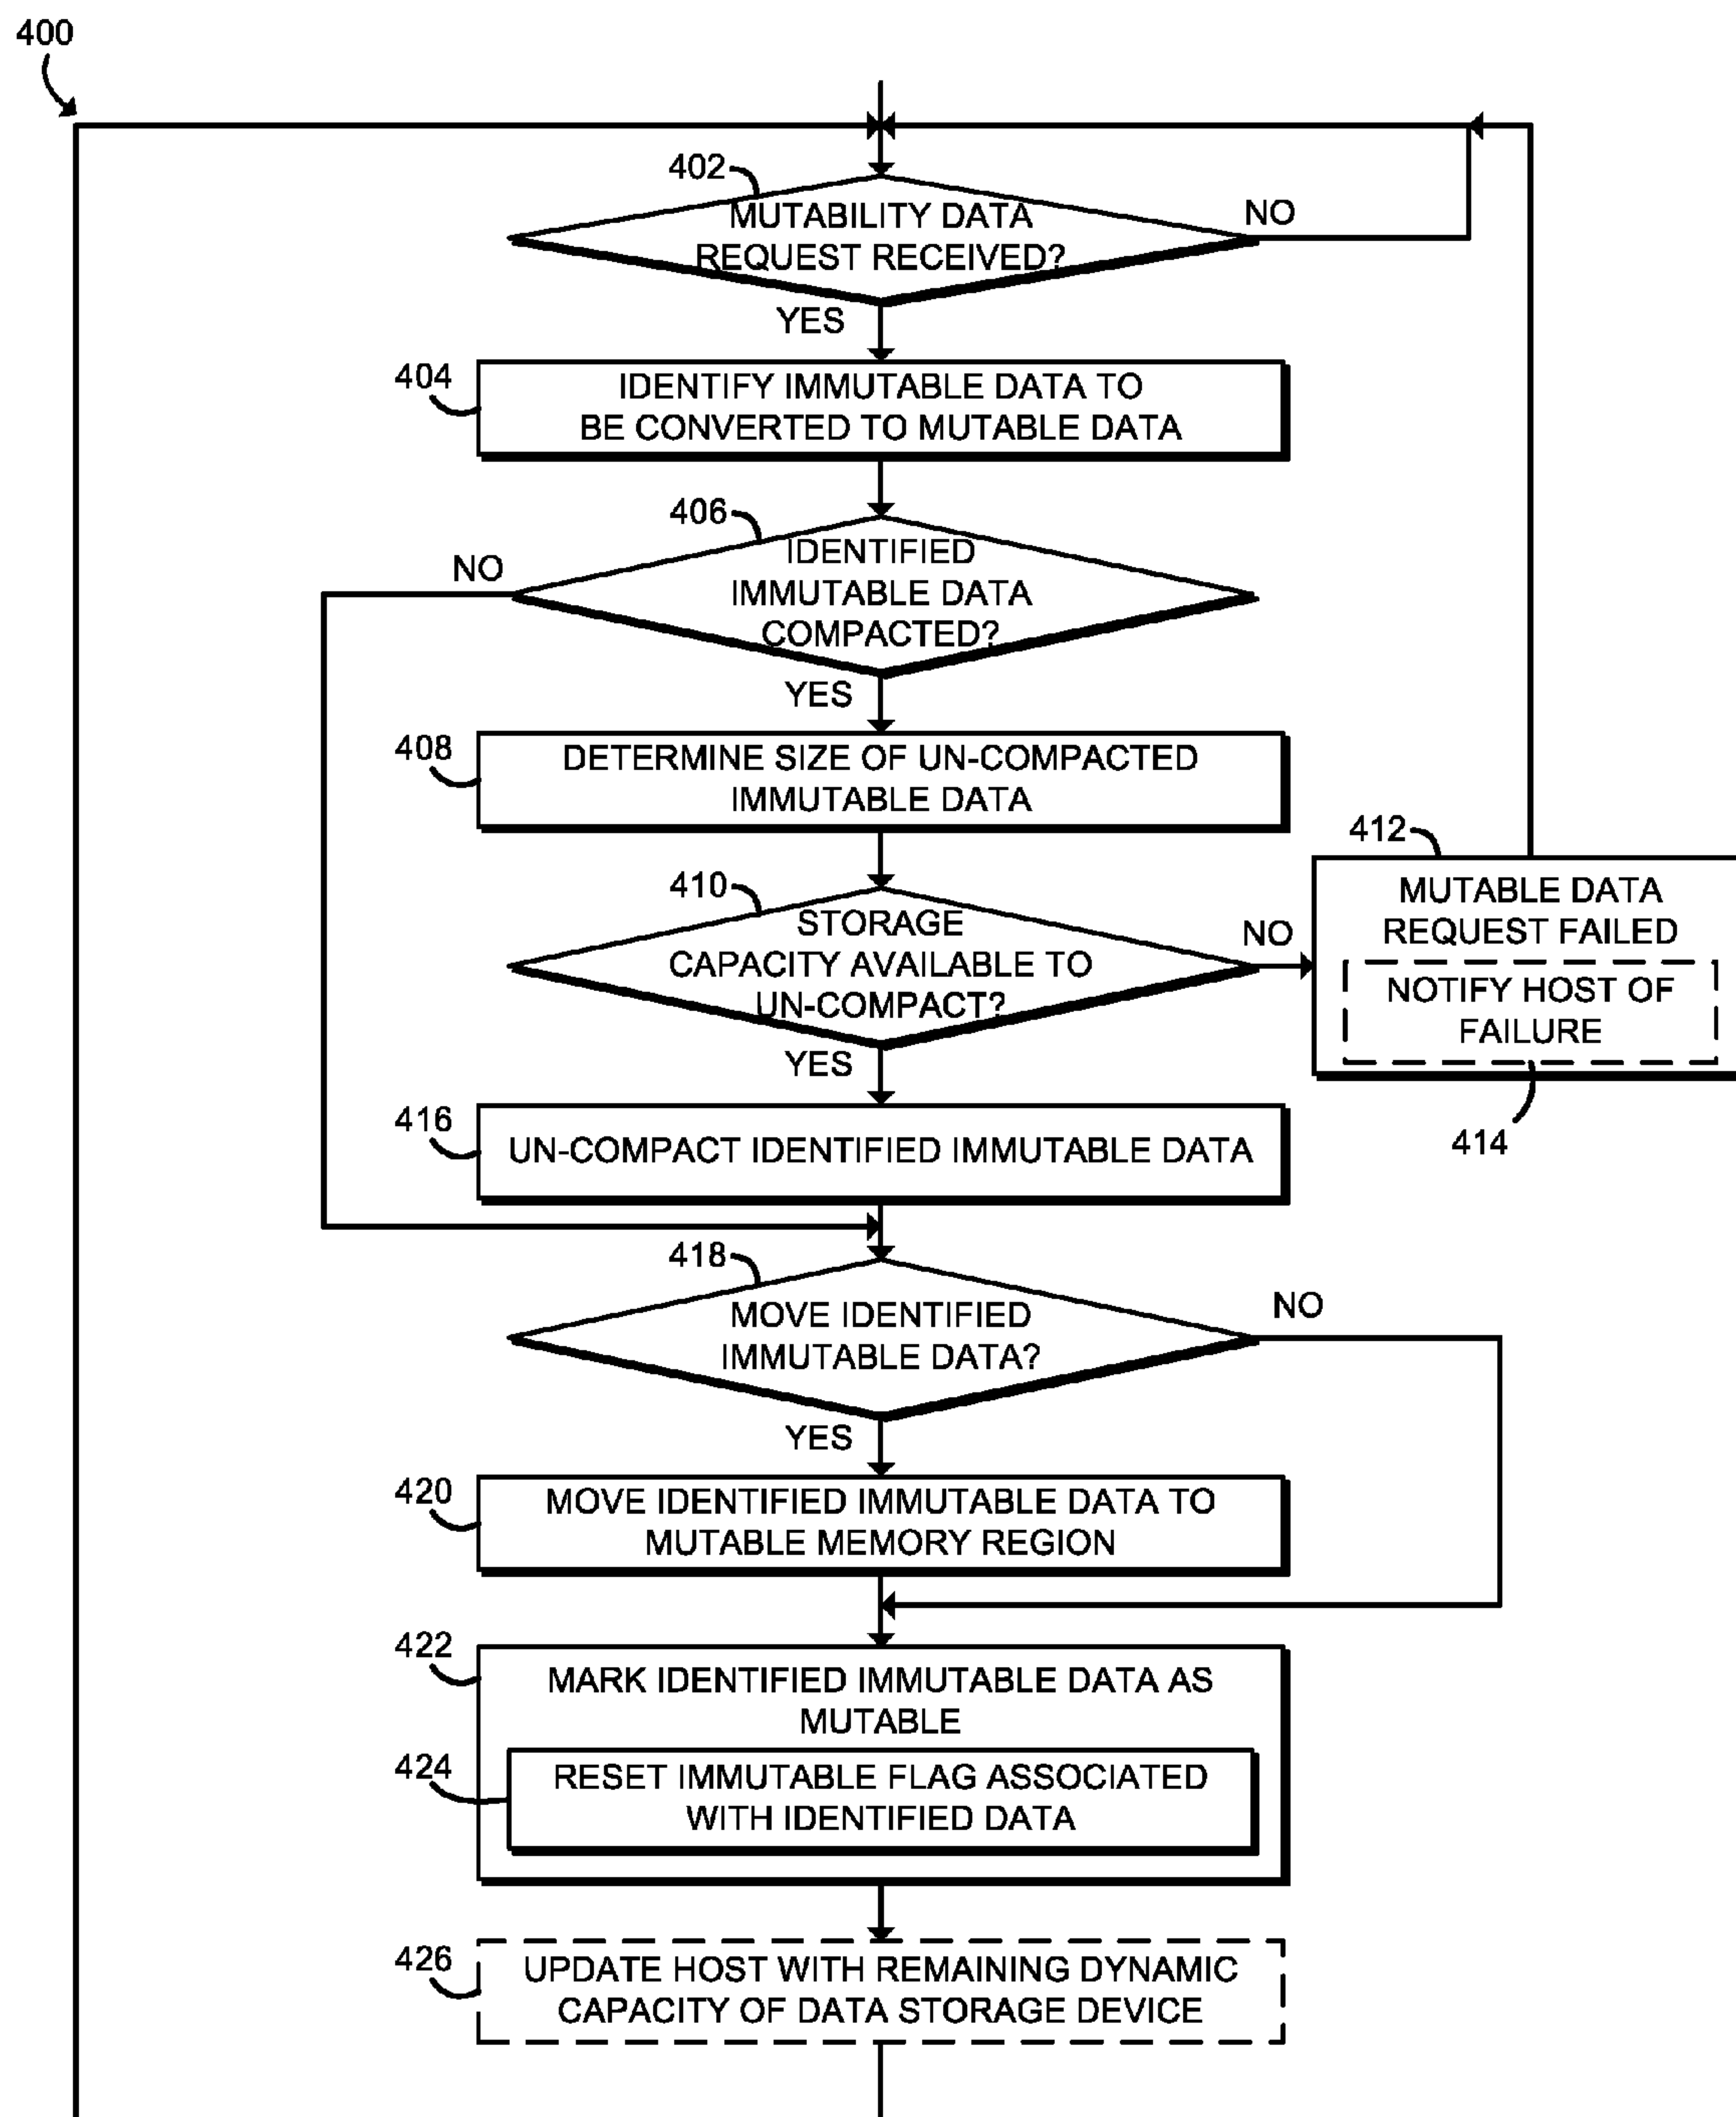 400
402
MUTABILITY DATA
REQUEST RECEIVED?
NO
YES
404
IDENTIFY IMMUTABLE DATA TO
BE CONVERTED TO MUTABLE DATA
406
IDENTIFIED
IMMUTABLE DATA
COMPACTED?
NO
YES
408
DETERMINE SIZE OF UN-COMPACTED
IMMUTABLE DATA
410
STORAGE
CAPACITY AVAILABLE TO
UN-COMPACT?
NO
YES
412
MUTABLE DATA
REQUEST FAILED
NOTIFY HOST OF
FAILURE
414
416
UN-COMPACT IDENTIFIED IMMUTABLE DATA
418
MOVE IDENTIFIED
IMMUTABLE DATA?
NO
YES
420
MOVE IDENTIFIED IMMUTABLE DATA TO
MUTABLE MEMORY REGION
422
MARK IDENTIFIED IMMUTABLE DATA AS
MUTABLE
424
RESET IMMUTABLE FLAG ASSOCIATED
WITH IDENTIFIED DATA
426
UPDATE HOST WITH REMAINING DYNAMIC
CAPACITY OF DATA STORAGE DEVICE